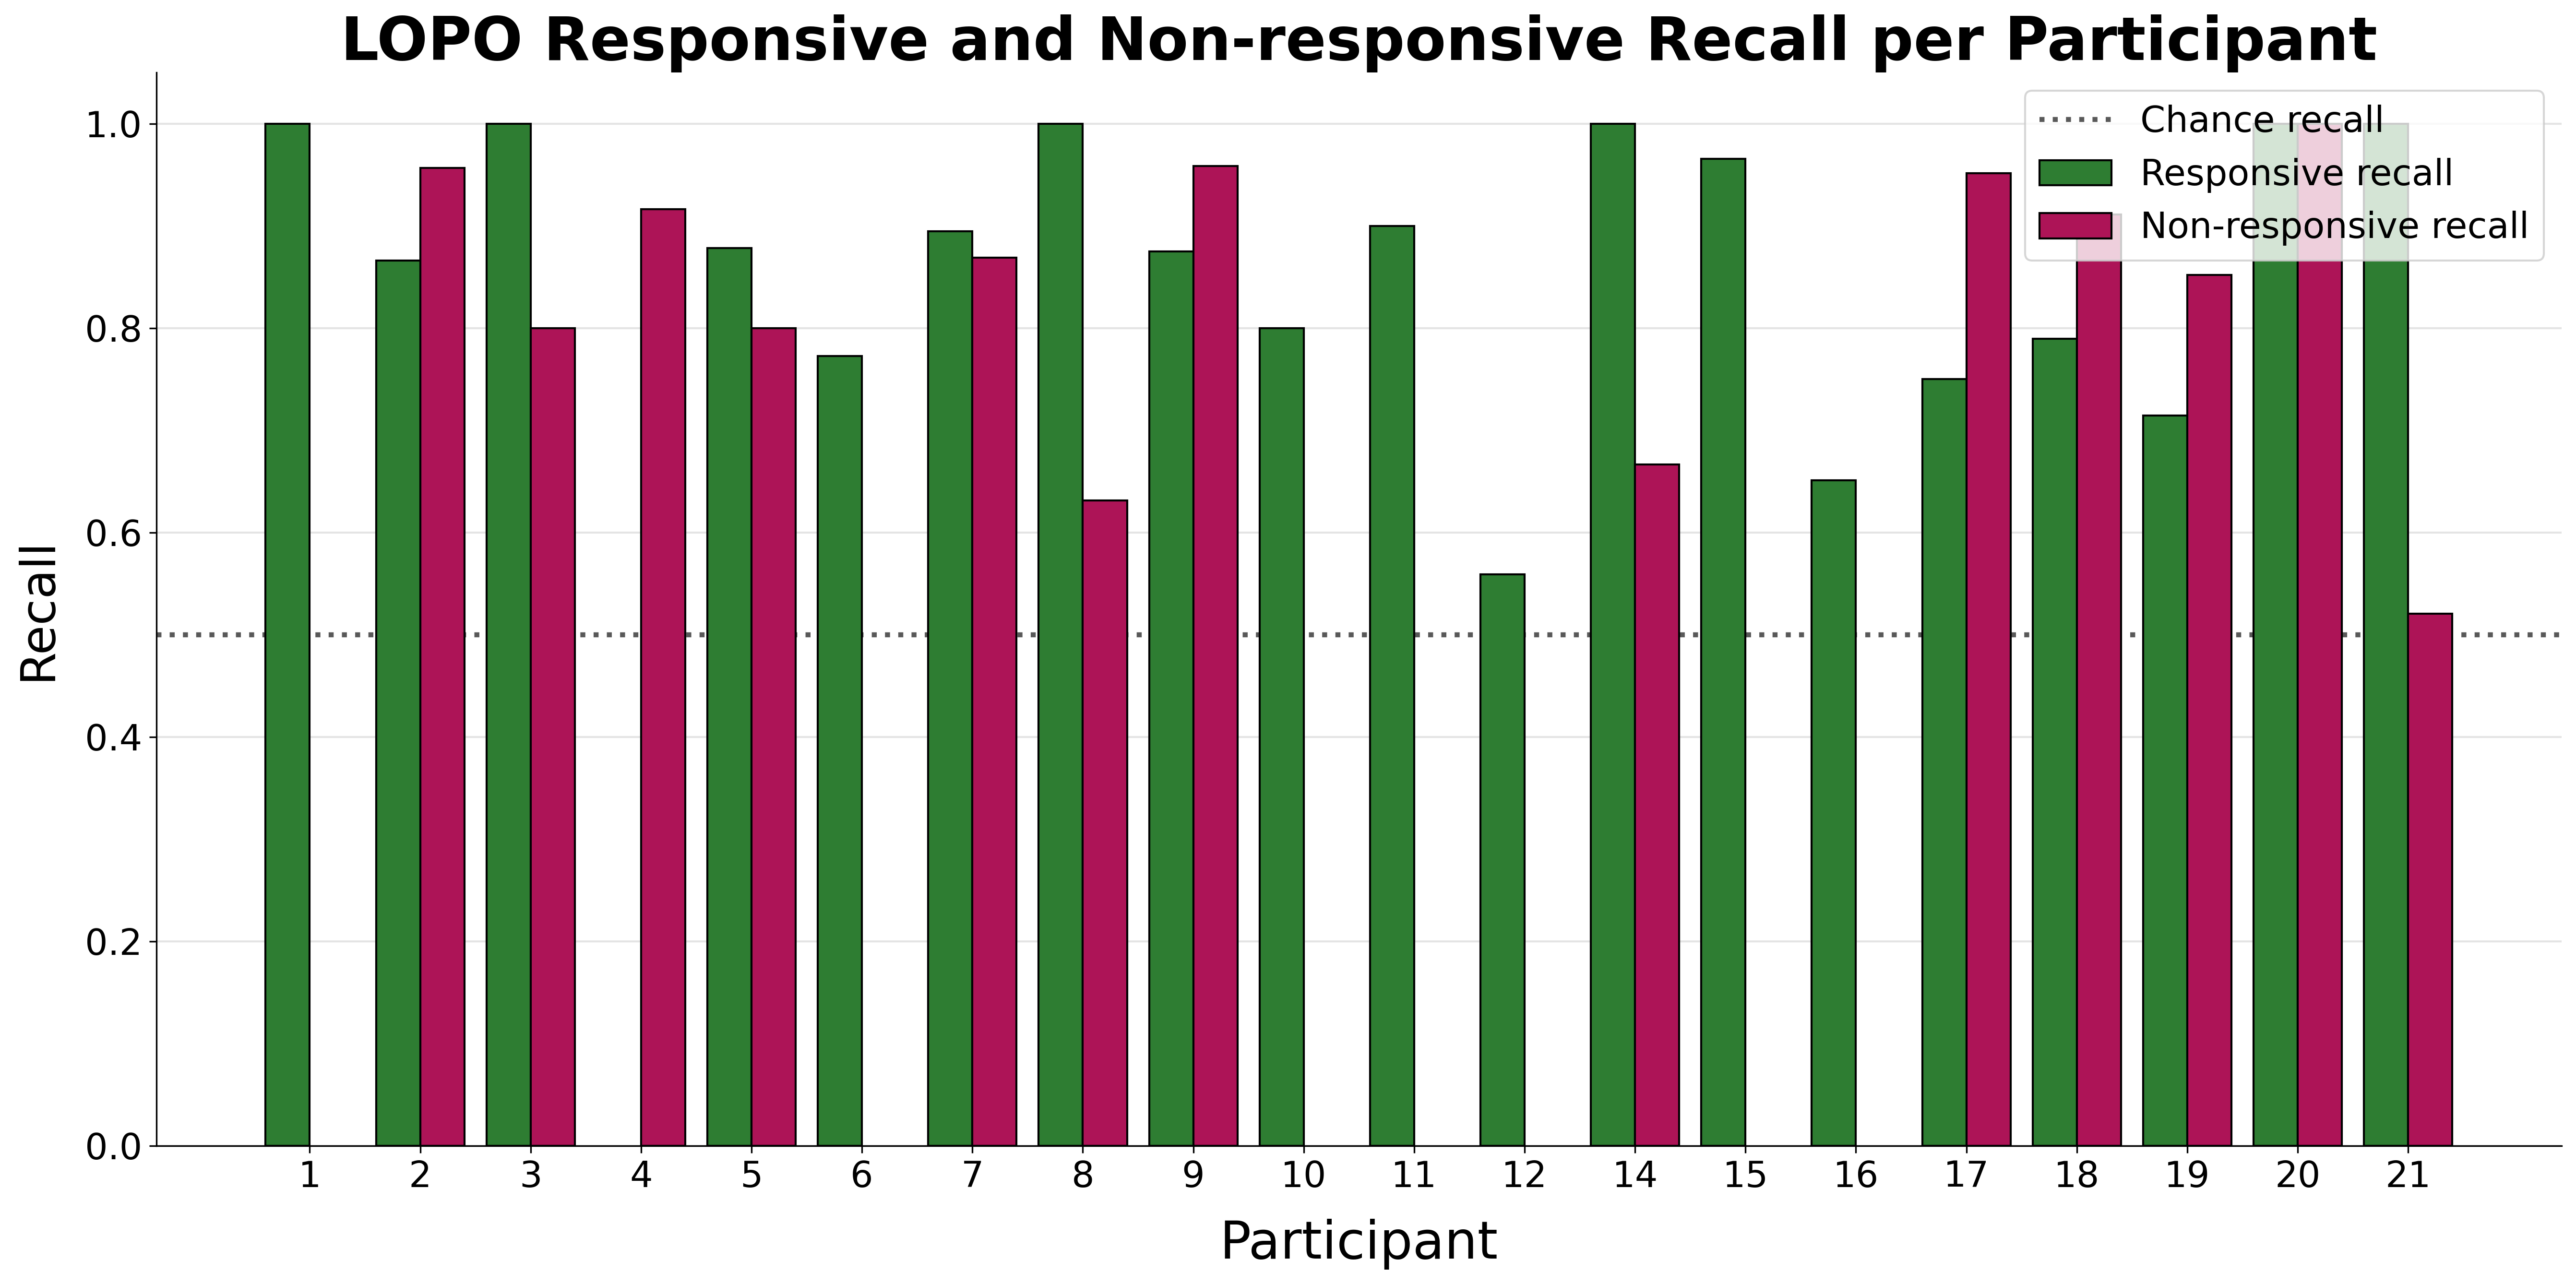 LOPO Responsive and Non-responsive Recall per Participant
Chance recall
Responsive recall
Non-responsive recall
1.0
0.8
0.6
0.4
0.2
0.0
Recall
1 2 3 4 5 6 7 8 9 10 11 12 14 15 16 17 18 19 20 21
Participant